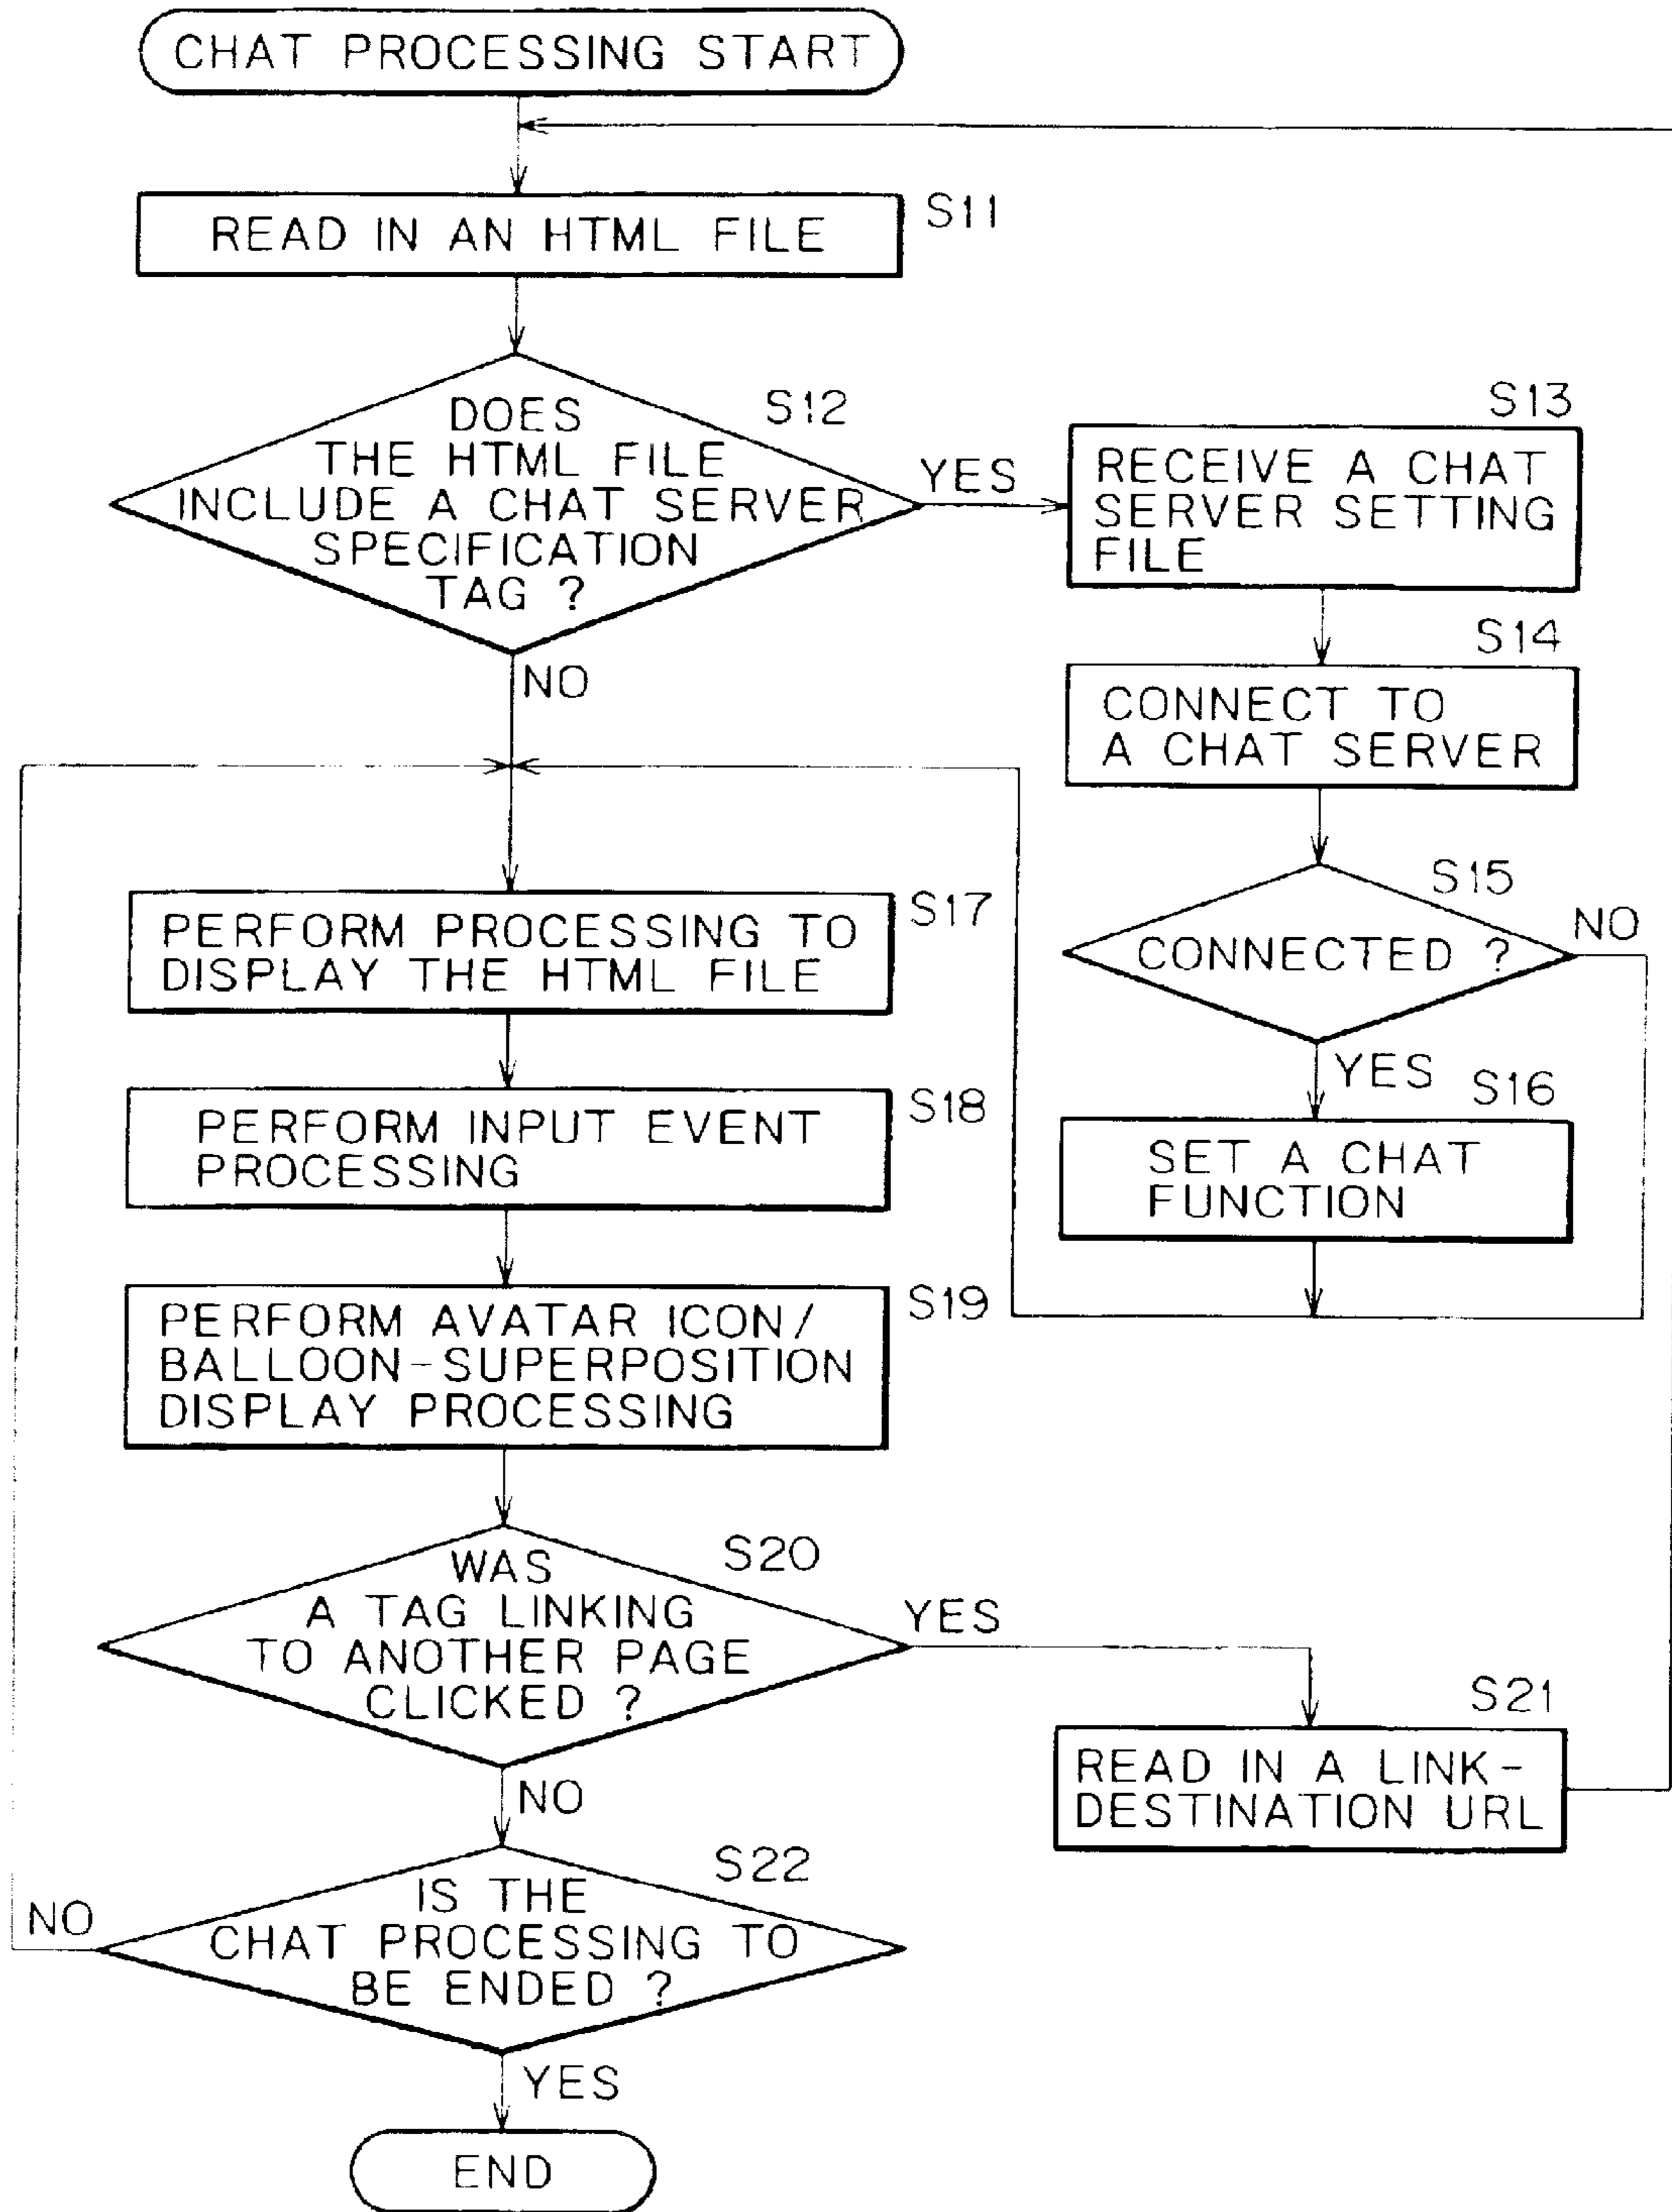 CHAT PROCESSING START
READ IN AN HTML FILE
S11
DOES
THE HTML FILE
INCLUDE A CHAT SERVER
SPECIFICATION
TAG ?
S12
YES
NO
S13
RECEIVE A CHAT
SERVER SETTING
FILE
S14
CONNECT TO
A CHAT SERVER
S15
CONNECTED ?
NO
YES
S16
SET A CHAT
FUNCTION
S17
PERFORM PROCESSING TO
DISPLAY THE HTML FILE
S18
PERFORM INPUT EVENT
PROCESSING
S19
PERFORM AVATAR ICON/
BALLOON-SUPERPOSITION
DISPLAY PROCESSING
S20
WAS
A TAG LINKING
TO ANOTHER PAGE
CLICKED ?
YES
NO
S21
READ IN A LINK-
DESTINATION URL
S22
IS THE
CHAT PROCESSING TO
BE ENDED ?
NO
YES
END